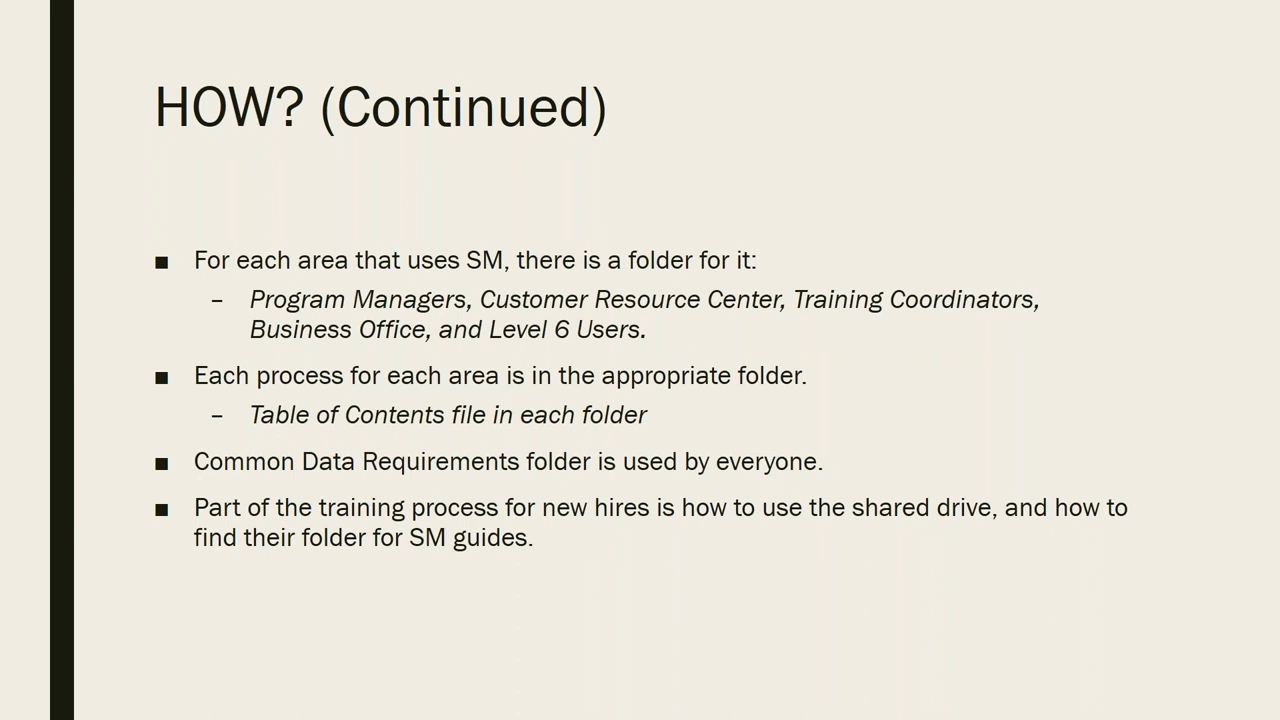 HOW? (Continued)
■ For each area that uses SM, there is a folder for it:
– Program Managers, Customer Resource Center, Training Coordinators,
Business Office, and Level 6 Users.
■ Each process for each area is in the appropriate folder.
– Table of Contents file in each folder
■ Common Data Requirements folder is used by everyone.
■ Part of the training process for new hires is how to use the shared drive, and how to
find their folder for SM guides.